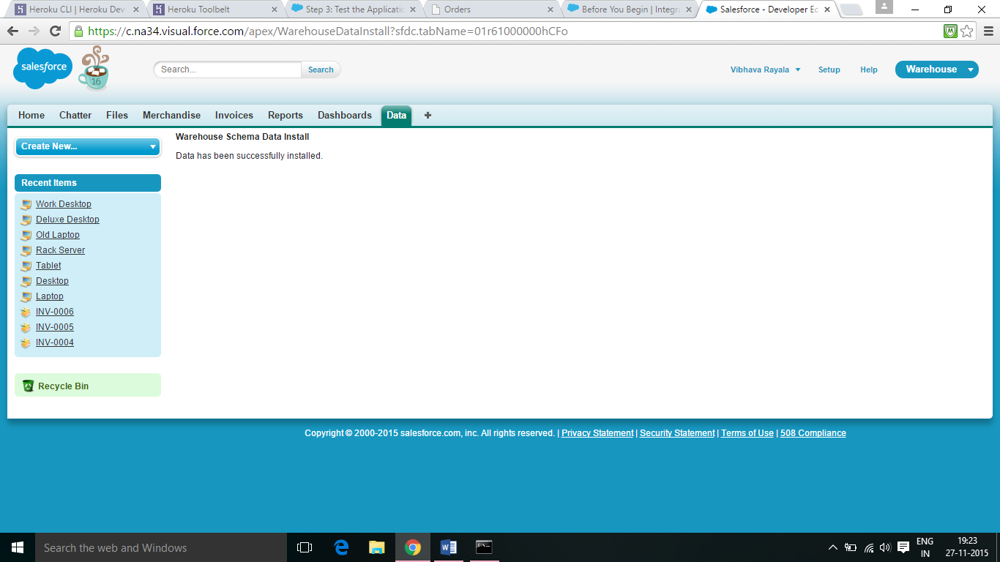 Heroku CLI | Heroku Dev
Heroku Toolbelt
Step 3: Test the Applicatio
Orders
Before You Begin | Integra
Salesforce - Developer Ed
https://c.na34.visual.force.com/apex/WarehouseDataInstall?sfdc.tabName=01r61000000hCFo
salesforce
16
Search...
Search
Vibhava Rayala
Setup
Help
Warehouse
Home Chatter Files Merchandise Invoices Reports Dashboards Data
Create New...
Warehouse Schema Data Install
Data has been successfully installed.
Recent Items
Work Desktop
Deluxe Desktop
Old Laptop
Rack Server
Tablet
Desktop
Laptop
INV-0006
INV-0005
INV-0004
Recycle Bin
Copyright © 2000-2015 salesforce.com, inc. All rights reserved. | Privacy Statement | Security Statement | Terms of Use | 508 Compliance
Search the web and Windows
ENG
IN
19:23
27-11-2015